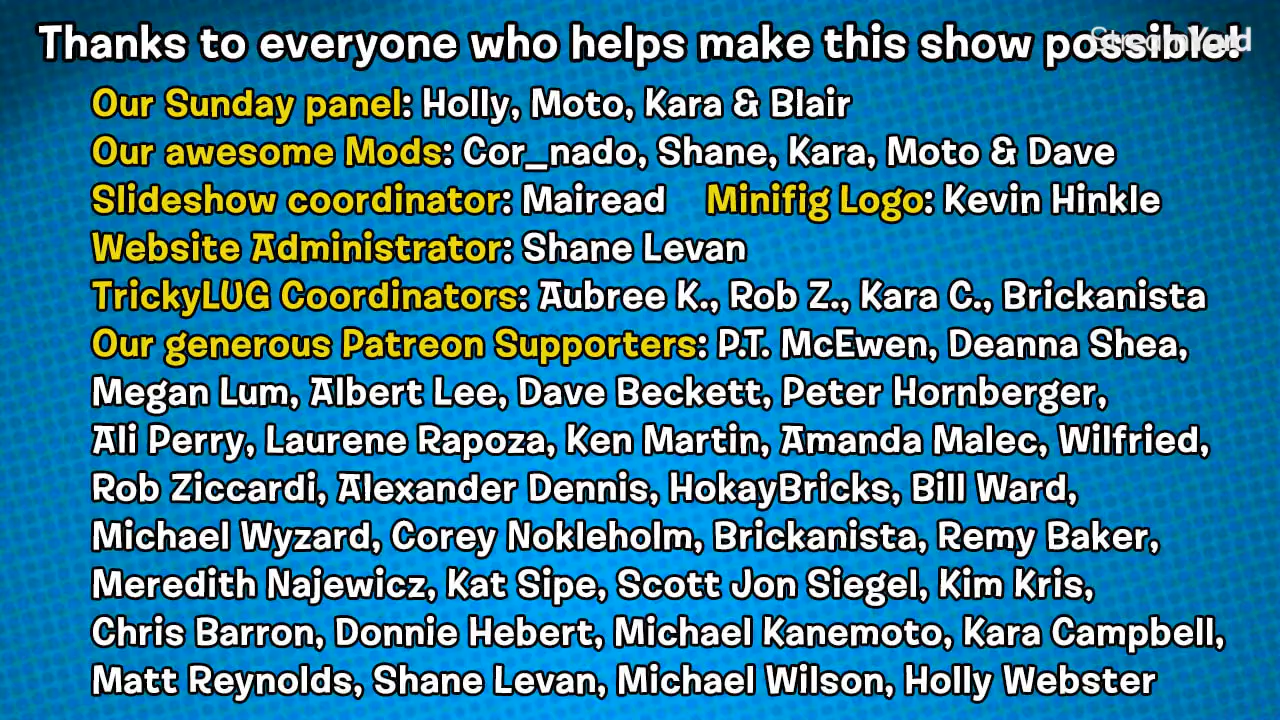 Thanks to everyone who helps make this show possible!
StreamYard
Our Sunday panel: Holly, Moto, Kara & Blair
Our awesome Mods: Cor_nado, Shane, Kara, Moto & Dave
Slideshow coordinator: Mairead Minifig Logo: Kevin Hinkle
Website Administrator: Shane Levan
TrickyLUG Coordinators: Aubree K., Rob Z., Kara C., Brickanista
Our generous Patreon Supporters: P.T. McEwen, Deanna Shea,
Megan Lum, Albert Lee, Dave Beckett, Peter Hornberger,
Ali Perry, Laurene Rapoza, Ken Martin, Amanda Malec, Wilfried,
Rob Ziccardi, Alexander Dennis, HokayBricks, Bill Ward,
Michael Wyzard, Corey Nokleholm, Brickanista, Remy Baker,
Meredith Najewicz, Kat Sipe, Scott Jon Siegel, Kim Kris,
Chris Barron, Donnie Hebert, Michael Kanemoto, Kara Campbell,
Matt Reynolds, Shane Levan, Michael Wilson, Holly Webster